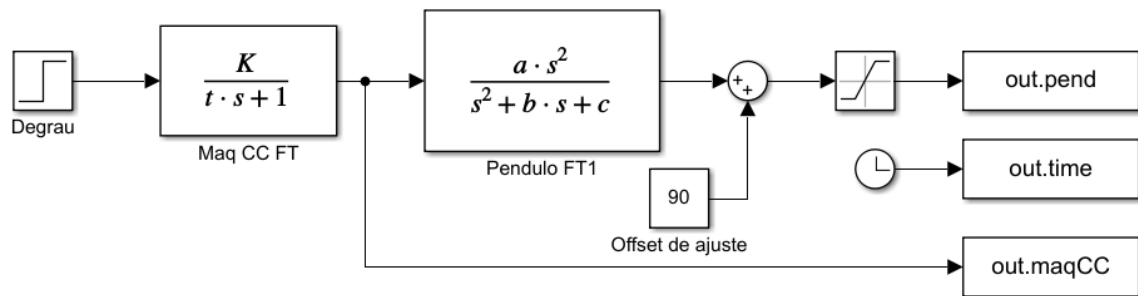 Degrau
K
t · s + 1
Maq CC FT
a · s²
s² + b · s + c
Pendulo FT1
+
+
90
Offset de ajuste
out.pend
out.time
out.maqCC